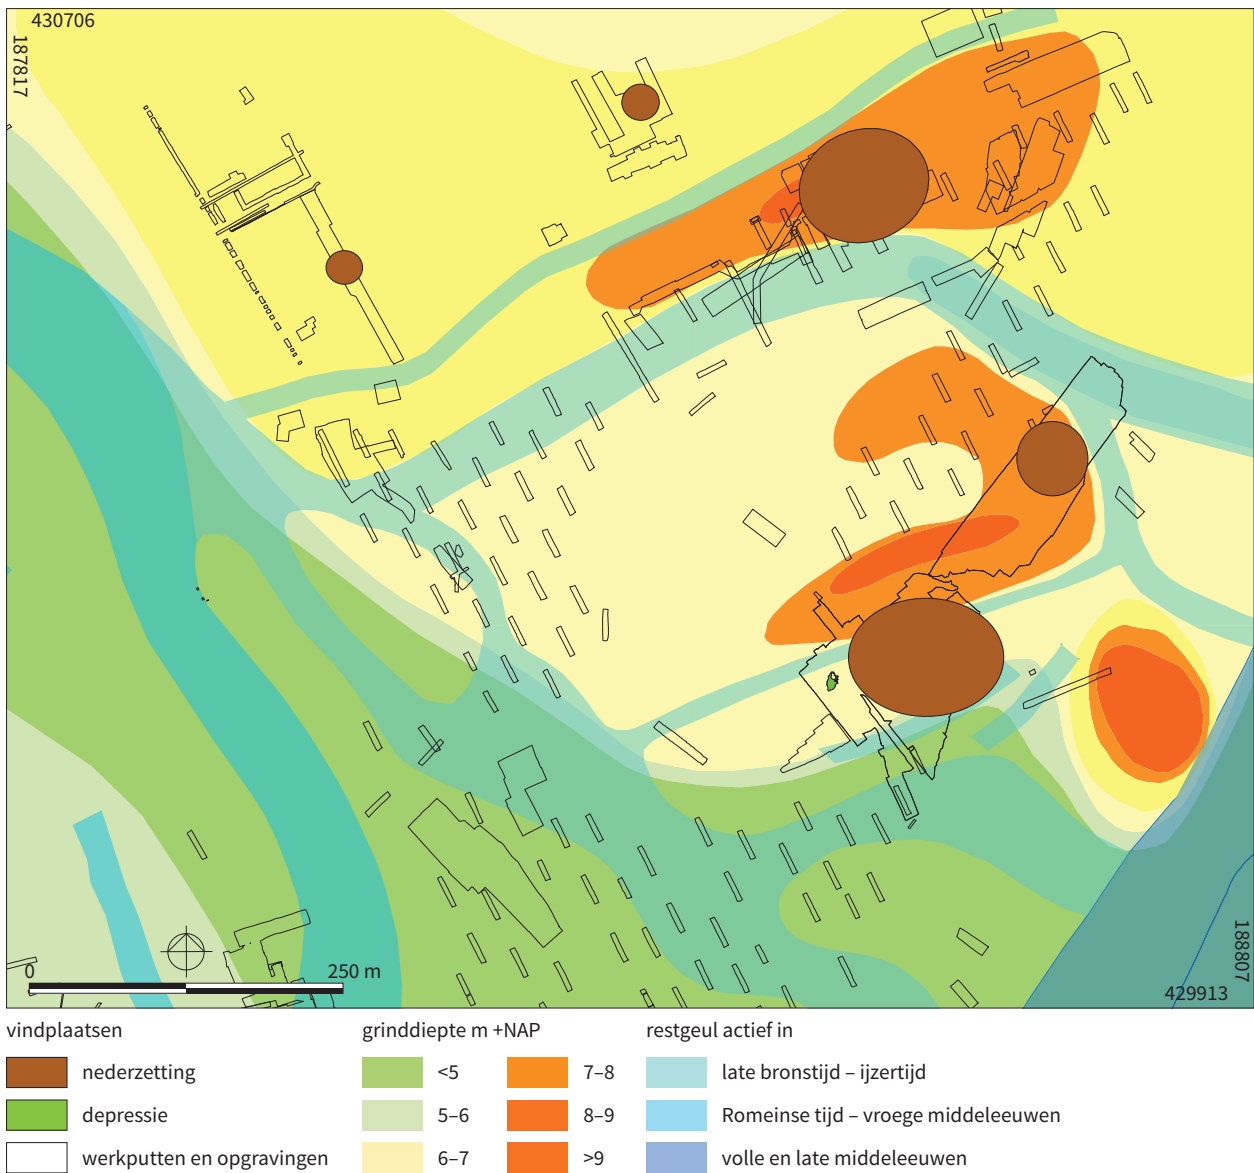 430706
187817
0
250 m
188807
429913
vindplaatsen
nederzetting
depressie
werkputten en opgravingen
grinddiepte m +NAP
<5
5–6
6–7
7–8
8–9
>9
restgeul actief in
late bronstijd – ijzertijd
Romeinse tijd – vroege middeleeuwen
volle en late middeleeuwen